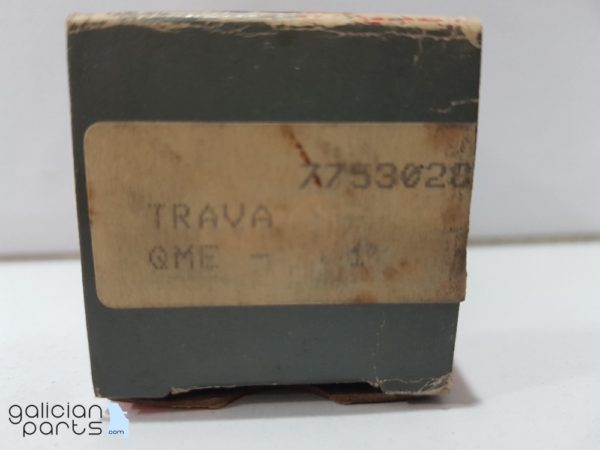 7753028
TRAVA
QME - 1
galician
parts.com